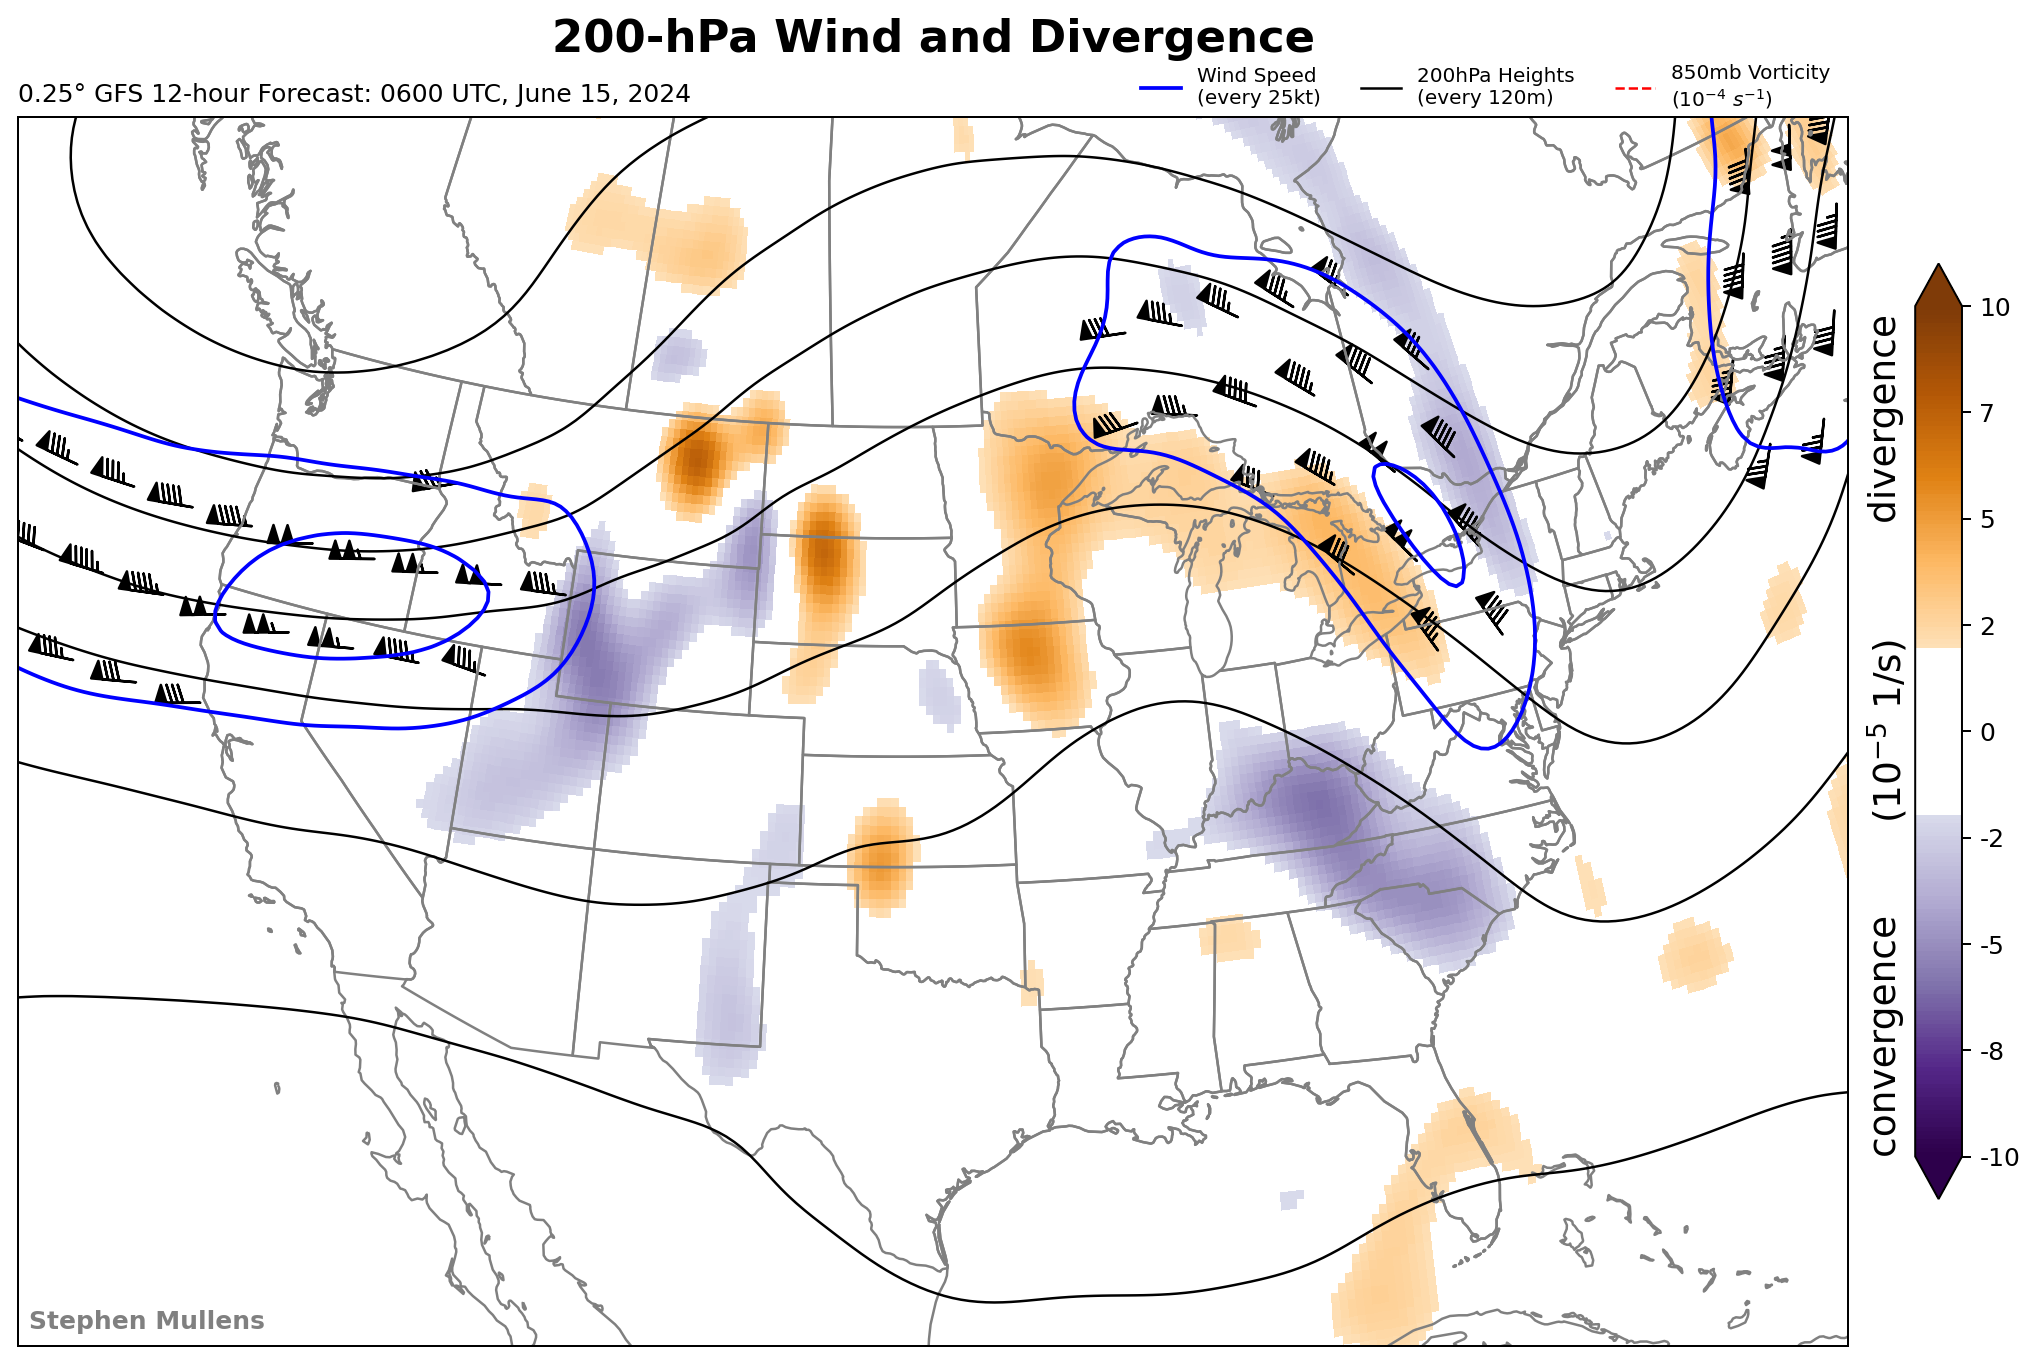 200-hPa Wind and Divergence
0.25° GFS 12-hour Forecast: 0600 UTC, June 15, 2024
Wind Speed
(every 25kt)
200hPa Heights
(every 120m)
850mb Vorticity
(10⁻⁴ s⁻¹)
10
7
5
2
0
-2
-5
-8
-10
convergence (10⁻⁵ 1/s) divergence
Stephen Mullens